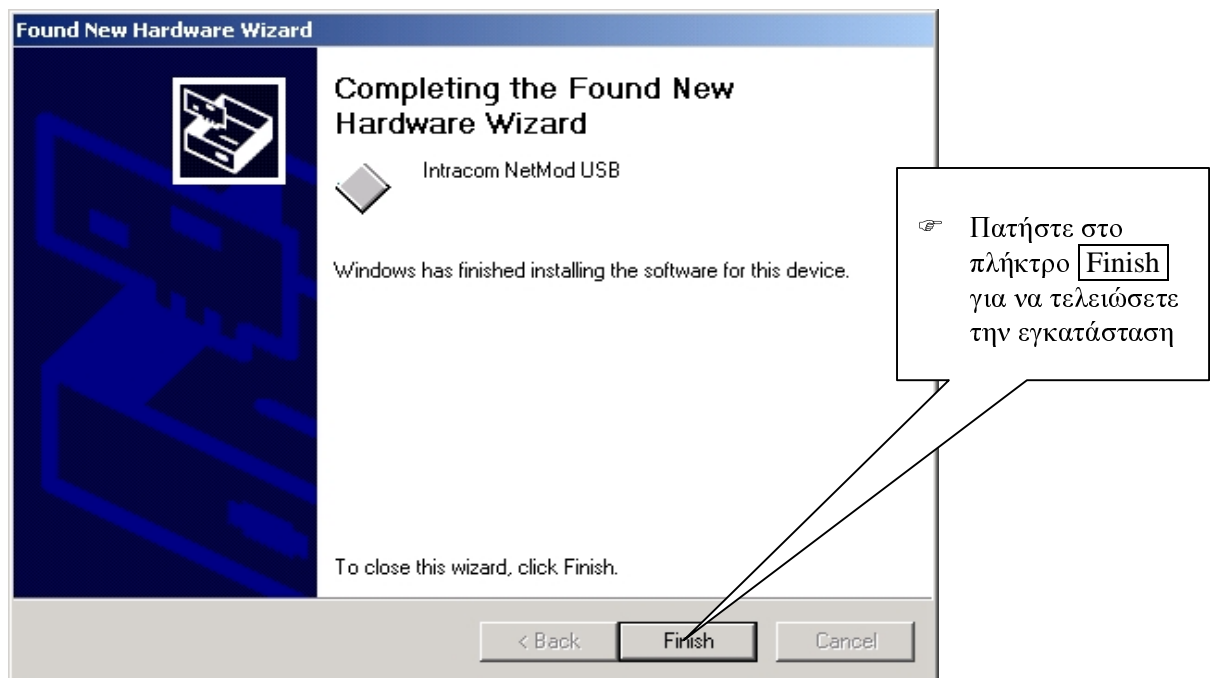 Found New Hardware Wizard
Completing the Found New
Hardware Wizard
Intracom NetMod USB
Windows has finished installing the software for this device.
To close this wizard, click Finish.
< Back
Finish
Cancel
☞ Πατήστε στο
πλήκτρο Finish
για να τελειώσετε
την εγκατάσταση